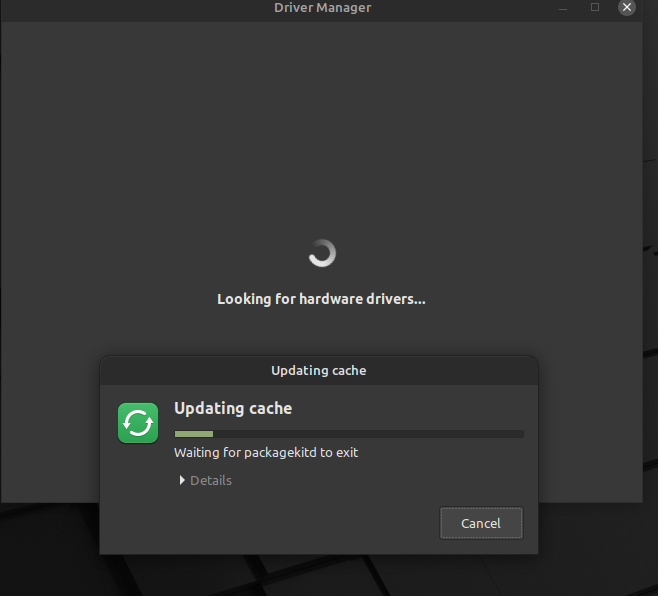 Driver Manager
Looking for hardware drivers...
Updating cache
Updating cache
Waiting for packagekitd to exit
Details
Cancel